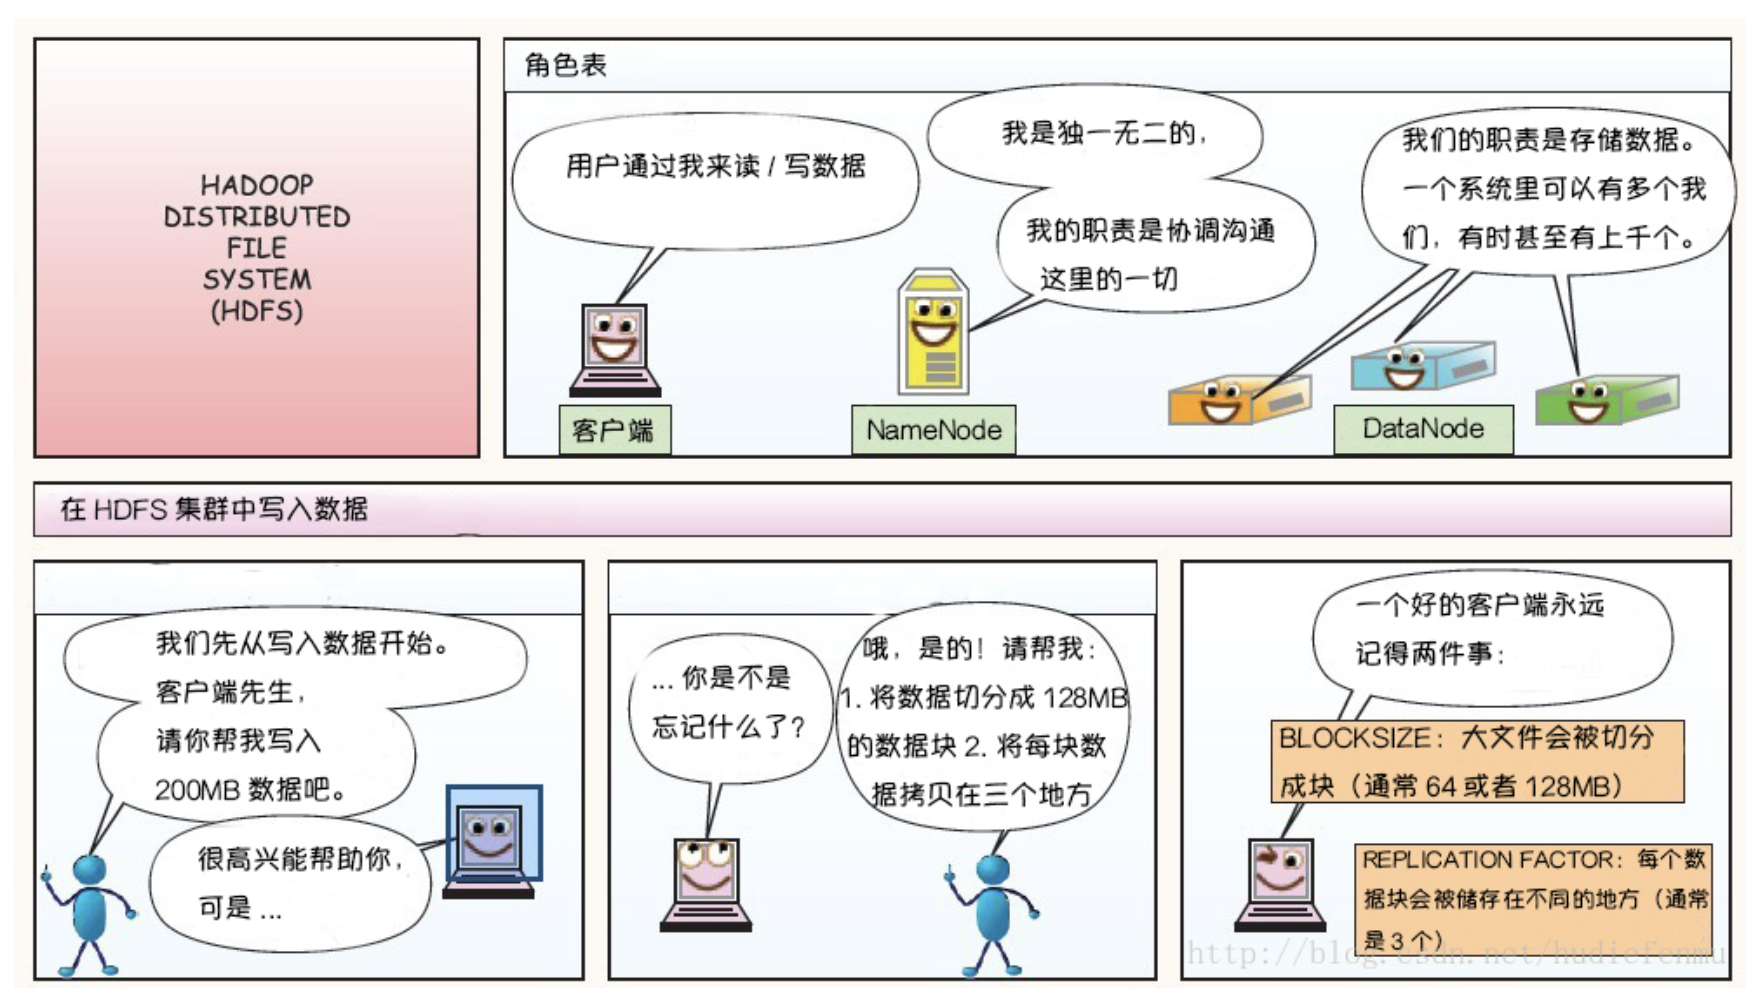 HADOOP
DISTRIBUTED
FILE
SYSTEM
(HDFS)
角色表
用户通过我来读 / 写数据
我是独一无二的，
我的职责是协调沟通
这里的一切
我们的职责是存储数据。
一个系统里可以有多个我
们，有时甚至有上千个。
客户端
NameNode
DataNode
在 HDFS 集群中写入数据
我们先从写入数据开始。
客户端先生，
请你帮我写入
200MB 数据吧。
很高兴能帮助你，
可是 ...
... 你是不是
忘记什么了？
哦，是的！请帮我：
1. 将数据切分成 128MB
的数据块 2. 将每块数
据拷贝在三个地方
一个好的客户端永远
记得两件事：
BLOCKSIZE：大文件会被切分
成块（通常 64 或者 128MB）
REPLICATION FACTOR：每个数
据块会被储存在不同的地方（通常
是 3 个）
http://blog.csdn.net/hudiefenmu